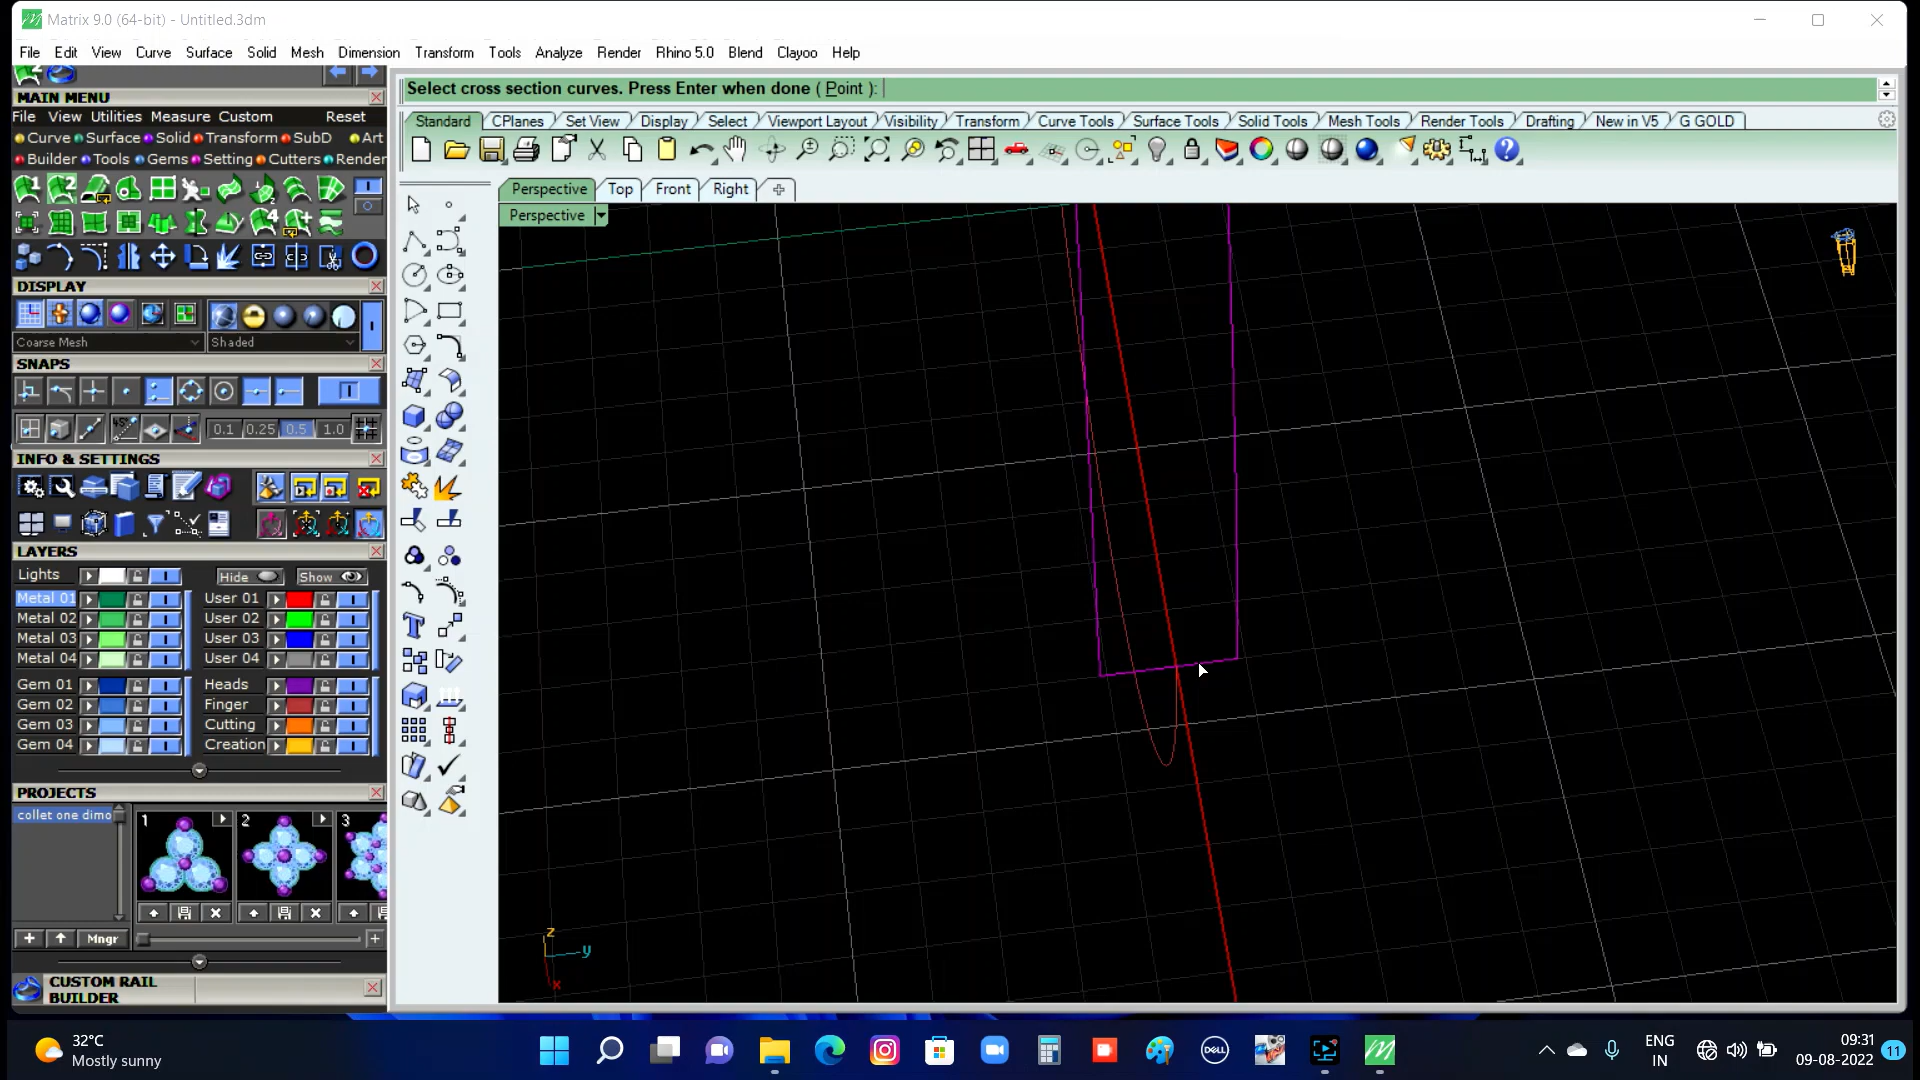 Matrix 9.0 (64-bit) - Untitled.3dm
File Edit View Curve Surface Solid Mesh Dimension Transform Tools Analyze Render Rhino 5.0 Blend Clayoo Help
MAIN MENU
File View Utilities Measure Custom Reset
Curve Surface Solid Transform SubD Art
Builder Tools Gems Setting Cutters Render
Select cross section curves. Press Enter when done ( Point ):
Standard CPlanes Set View Display Select Viewport Layout Visibility Transform Curve Tools Surface Tools Solid Tools Mesh Tools Render Tools Drafting New in V5 G GOLD
Perspective Top Front Right
Perspective
DISPLAY
Coarse Mesh Shaded
SNAPS
0.1 0.25 0.5 1.0
INFO & SETTINGS
LAYERS
Lights Hide Show
Metal 01 User 01
Metal 02 User 02
Metal 03 User 03
Metal 04 User 04
Gem 01 Heads
Gem 02 Finger
Gem 03 Cutting
Gem 04 Creation
PROJECTS
collet one dimo
1 2 3
Mngr
CUSTOM RAIL
BUILDER
z
y
x
32°C
Mostly sunny
DELL
ENG
IN
09:31
09-08-2022
11